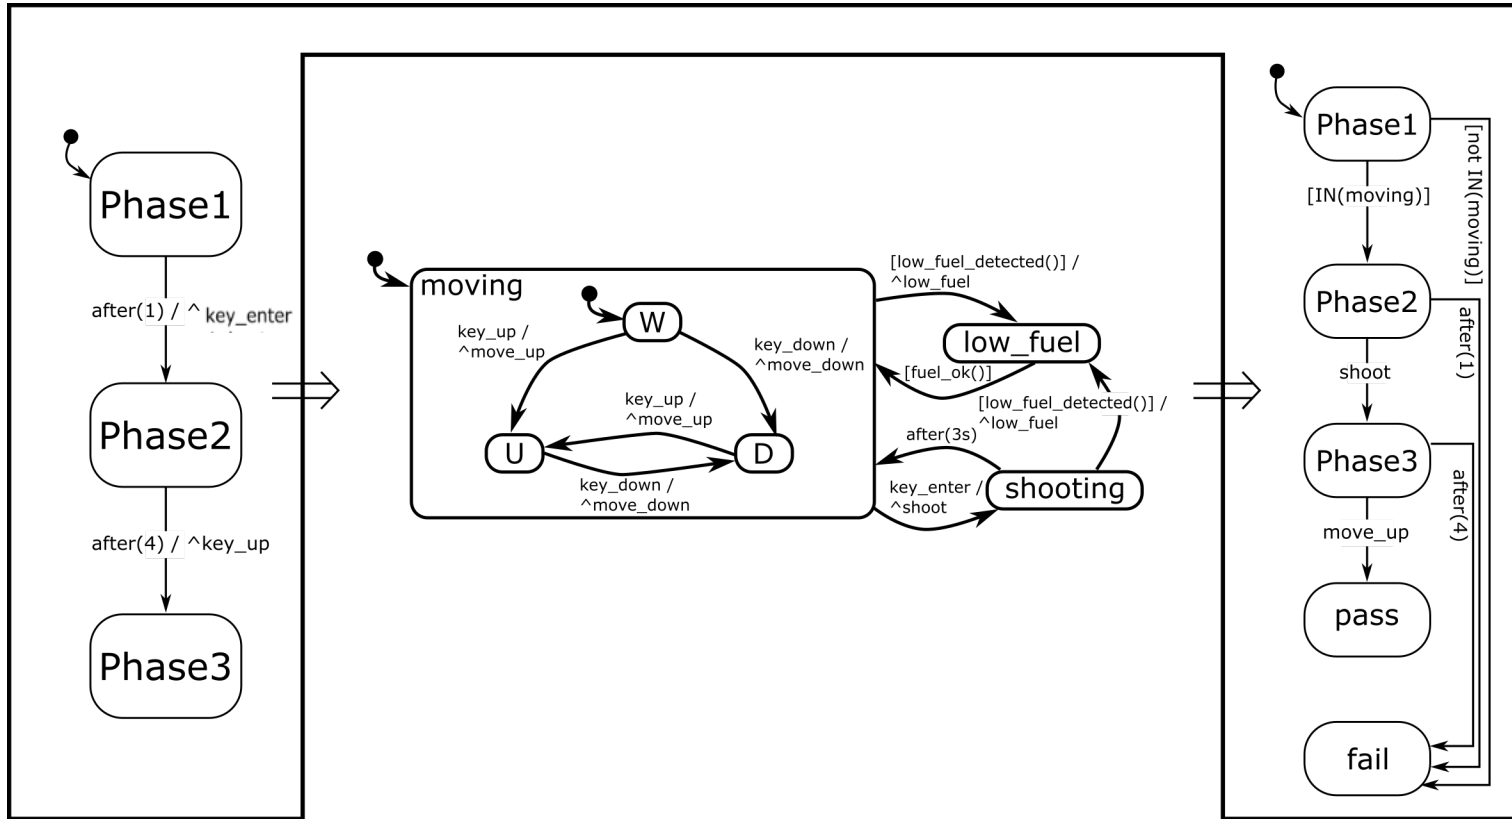 Phase1
after(1) / ^ key_enter
Phase2
after(4) / ^key_up
Phase3
moving
W
key_up /
^move_up
key_down /
^move_down
key_up /
^move_up
U
D
key_down /
^move_down
[low_fuel_detected()] /
^low_fuel
low_fuel
[fuel_ok()]
[low_fuel_detected()] /
^low_fuel
after(3s)
key_enter /
^shoot
shooting
Phase1
[not IN(moving)]
[IN(moving)]
Phase2
after(1)
shoot
Phase3
after(4)
move_up
pass
fail